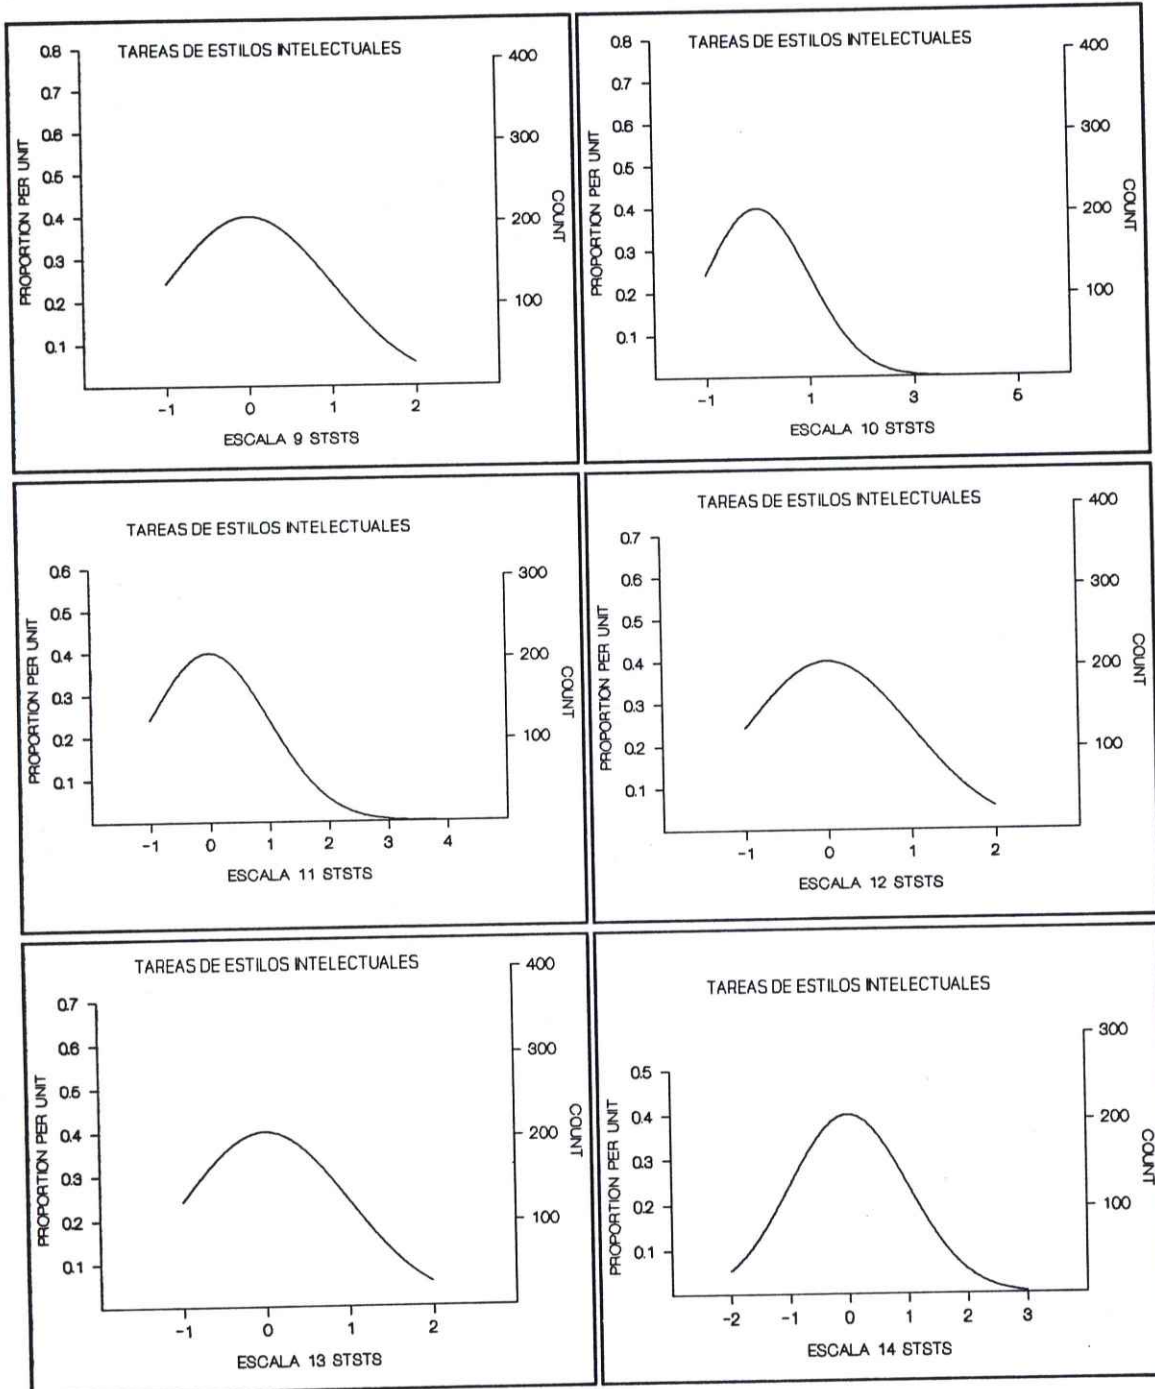 TAREAS DE ESTILOS INTELECTUALES
0.8
0.7
0.6
0.5
0.4
0.3
0.2
0.1
PROPORTION PER UNIT
400
300
200
100
COUNT
-1 0 1 2
ESCALA 9 STSTS
TAREAS DE ESTILOS INTELECTUALES
0.8
0.7
0.6
0.5
0.4
0.3
0.2
0.1
PROPORTION PER UNIT
400
300
200
100
COUNT
-1 1 3 5
ESCALA 10 STSTS
TAREAS DE ESTILOS INTELECTUALES
0.6
0.5
0.4
0.3
0.2
0.1
PROPORTION PER UNIT
300
200
100
COUNT
-1 0 1 2 3 4
ESCALA 11 STSTS
TAREAS DE ESTILOS INTELECTUALES
0.7
0.6
0.5
0.4
0.3
0.2
0.1
PROPORTION PER UNIT
400
300
200
100
COUNT
-1 0 1 2
ESCALA 12 STSTS
TAREAS DE ESTILOS INTELECTUALES
0.7
0.6
0.5
0.4
0.3
0.2
0.1
PROPORTION PER UNIT
400
300
200
100
COUNT
-1 0 1 2
ESCALA 13 STSTS
TAREAS DE ESTILOS INTELECTUALES
0.5
0.4
0.3
0.2
0.1
PROPORTION PER UNIT
300
200
100
COUNT
-2 -1 0 1 2 3
ESCALA 14 STSTS